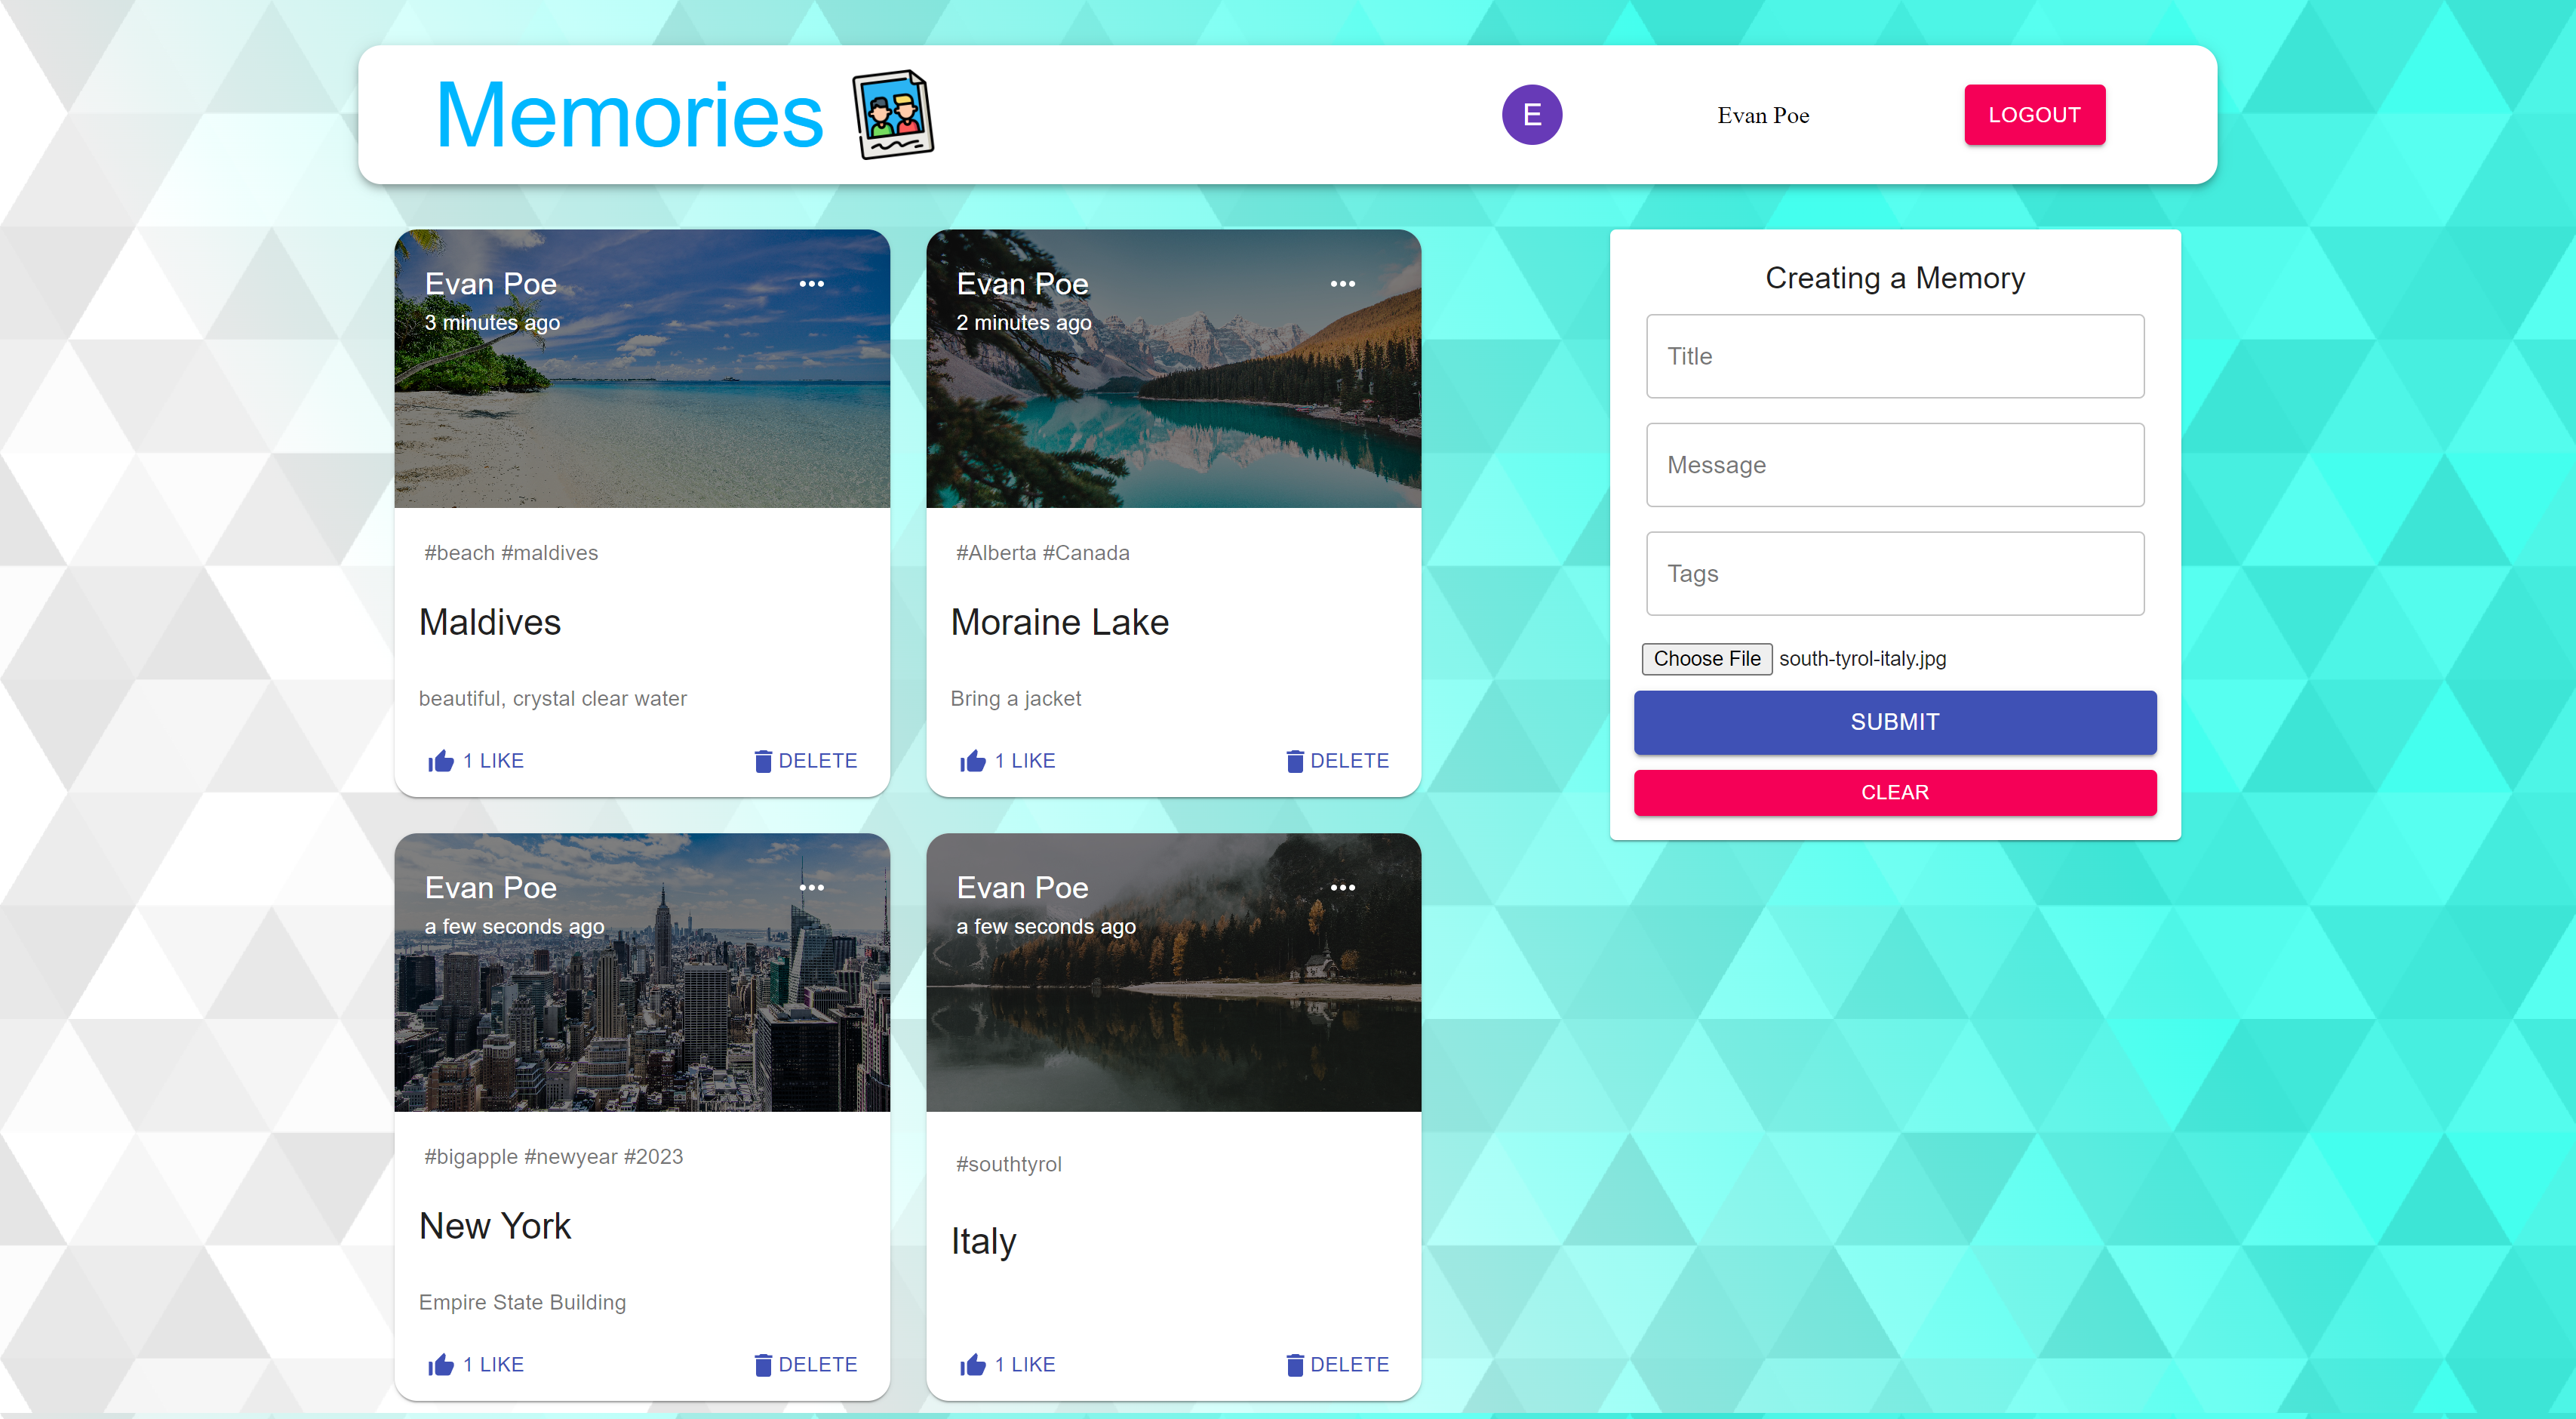 Memories
E
Evan Poe
LOGOUT
Evan Poe
3 minutes ago
#beach #maldives
Maldives
beautiful, crystal clear water
1 LIKE
DELETE
Evan Poe
2 minutes ago
#Alberta #Canada
Moraine Lake
Bring a jacket
1 LIKE
DELETE
Evan Poe
a few seconds ago
#bigapple #newyear #2023
New York
Empire State Building
1 LIKE
DELETE
Evan Poe
a few seconds ago
#southtyrol
Italy
1 LIKE
DELETE
Creating a Memory
Title
Message
Tags
Choose File south-tyrol-italy.jpg
SUBMIT
CLEAR